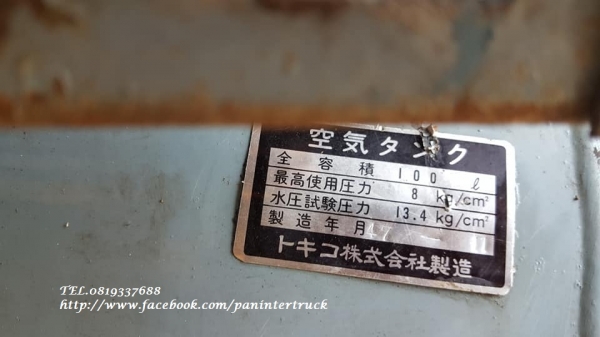 空気タンク
全容積 100 ℓ
最高使用圧力 8 kg/cm²
水圧試験圧力 13.4 kg/cm²
製造年月
トキコ株式会社製造
TEL.0819337688
http://www.facebook.com/panintertruck